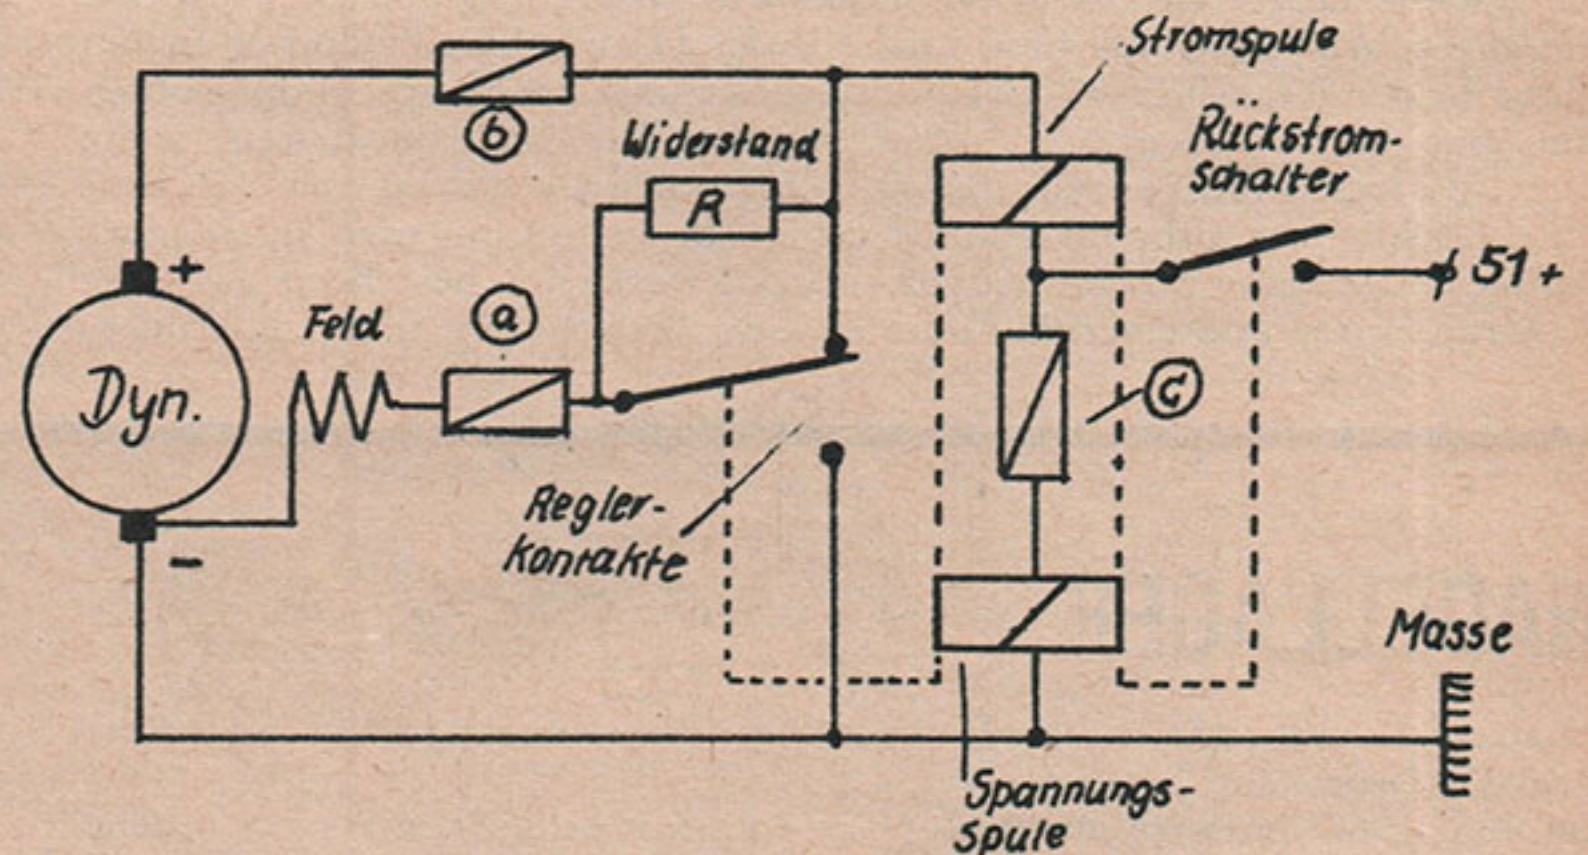 Stromspule
b
Widerstand
Rückstrom-
schalter
R
+
51 +
a
Feld
Dyn.
C
Regler-
kontakte
-
Masse
Spannungs-
spule